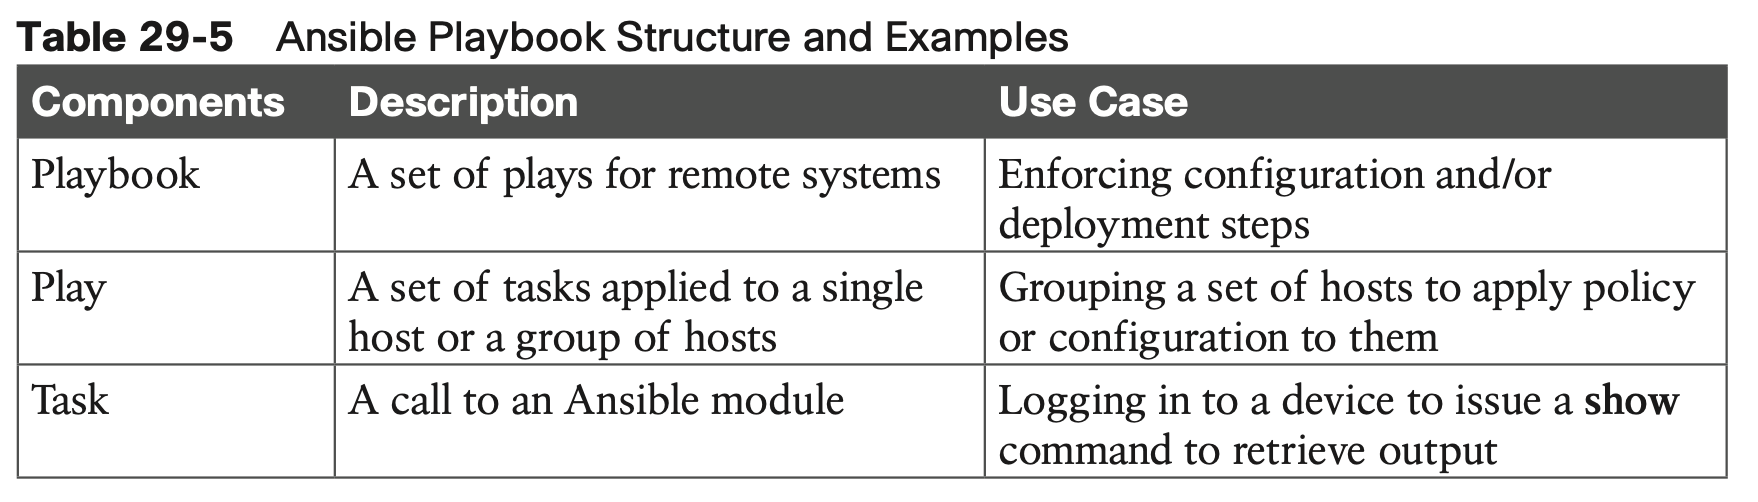 Table 29-5 Ansible Playbook Structure and Examples
Components Description Use Case
Playbook A set of plays for remote systems Enforcing configuration and/or
deployment steps
Play A set of tasks applied to a single Grouping a set of hosts to apply policy
host or a group of hosts or configuration to them
Task A call to an Ansible module Logging in to a device to issue a show
command to retrieve output